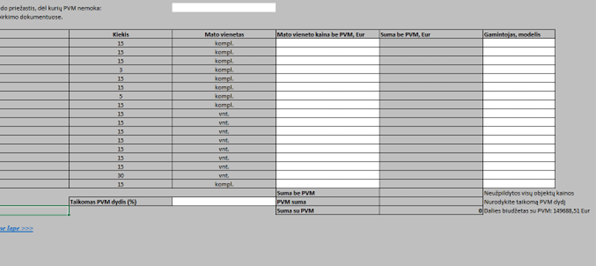 do priežastis, dėl kurių PVM nemoka:
pirkimo dokumentuose.
Kiekis Mato vienetas Mato vieneto kaina be PVM, Eur Suma be PVM, Eur Gamintojas, modelis
15 kompl.
15 kompl.
15 kompl.
3 kompl.
15 kompl.
15 kompl.
5 kompl.
15 kompl.
15 vnt.
15 vnt.
15 vnt.
15 vnt.
15 vnt.
15 vnt.
15 vnt.
30 vnt.
15 kompl.
Suma be PVM Neužpildytos visų objektų kainos
Taikomas PVM dydis (%) PVM suma Nurodykite taikomą PVM dydį
Suma su PVM 0 Dalies biudžetas su PVM: 149688,51 Eur
lape >>>